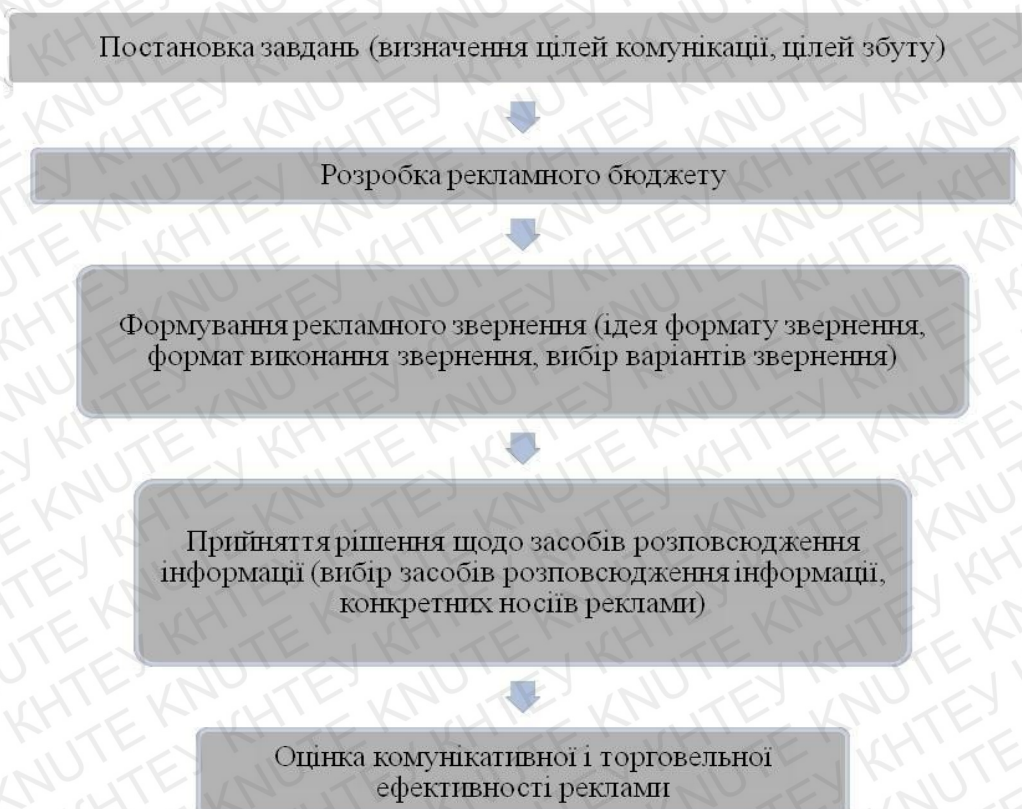 Постановка завдань (визначення цілей комунікації, цілей збуту)
Розробка рекламного бюджету
Формування рекламного звернення (ідея формату звернення,
формат виконання звернення, вибір варіантів звернення)
Прийняття рішення щодо засобів розповсюдження
інформації (вибір засобів розповсюдження інформації,
конкретних носіїв реклами)
Оцінка комунікативної і торговельної
ефективності реклами